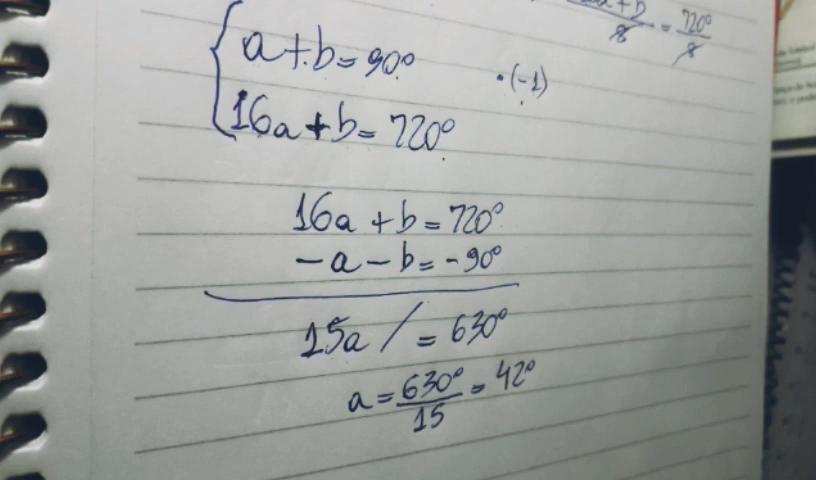 a+b=90°
·(-1)
16a+b=720°
16a+b=720°
-a-b=-90°
15a/=630°
a=630°/15=42°
720°/8